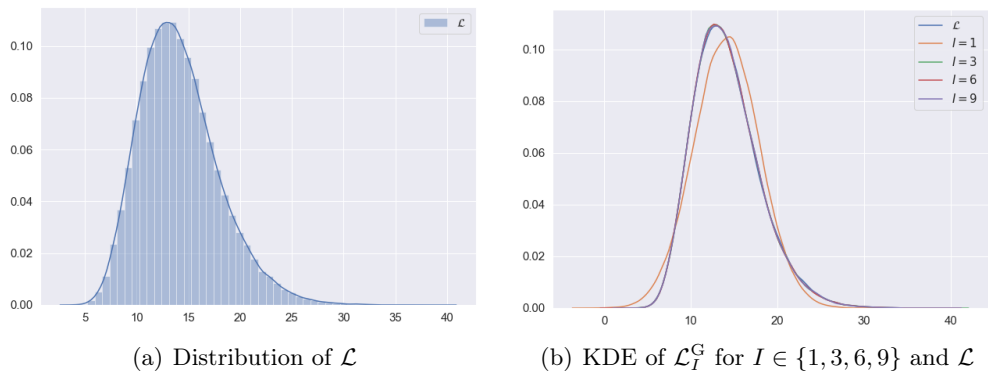 0.10
0.08
0.06
0.04
0.02
0.00
5 10 15 20 25 30 35 40
ℒ
(a) Distribution of ℒ
0.10
0.08
0.06
0.04
0.02
0.00
0 10 20 30 40
ℒ
I = 1
I = 3
I = 6
I = 9
(b) KDE of ℒ_I^G for I ∈ {1, 3, 6, 9} and ℒ